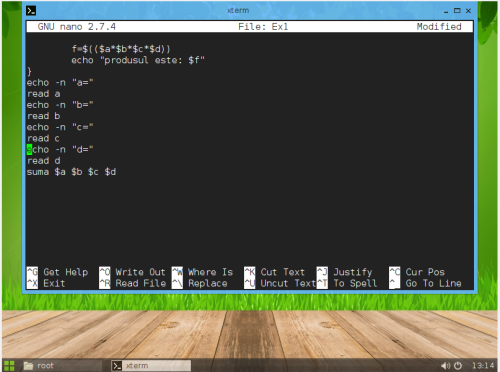 xterm
GNU nano 2.7.4 File: Ex1 Modified
f=$(($a*$b*$c*$d))
echo "produsul este: $f"
}
echo -n "a="
read a
echo -n "b="
read b
echo -n "c="
read c
echo -n "d="
read d
suma $a $b $c $d
^G Get Help ^O Write Out ^W Where Is ^K Cut Text ^J Justify ^C Cur Pos
^X Exit ^R Read File ^\ Replace ^U Uncut Text ^T To Spell ^_ Go To Line
root xterm 13:14